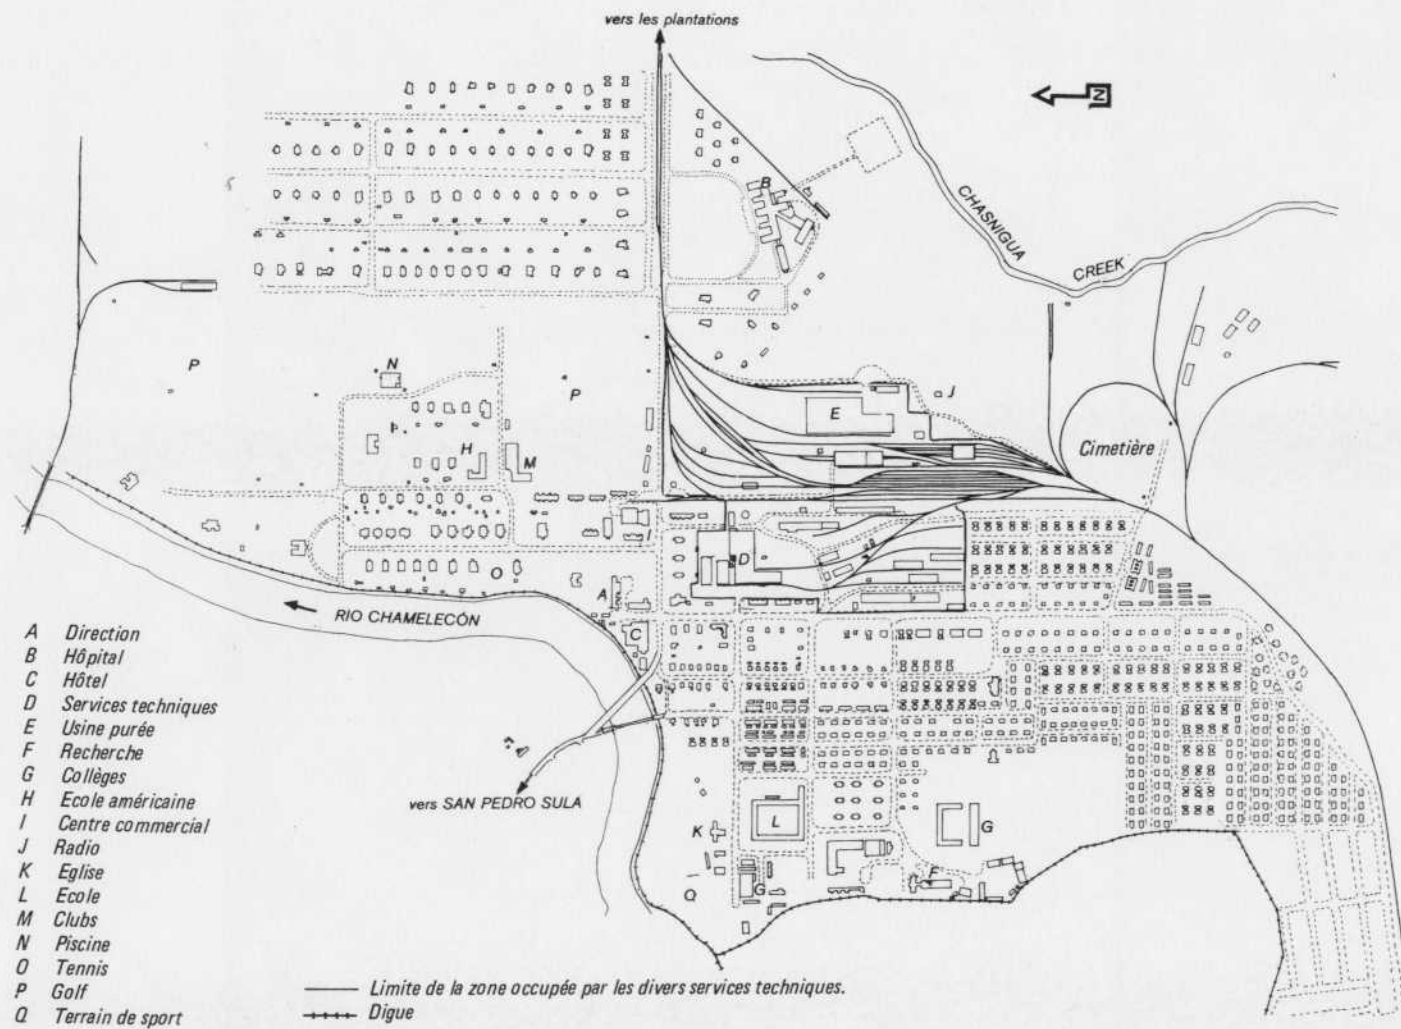 vers les plantations
N
CHASNIGUA
CREEK
B
P
N
P
J
E
H
M
Cimetière
I
D
O
A
RIO CHAMELECÓN
C
vers SAN PEDRO SULA
L
K
G
G
F
Q
A Direction
B Hôpital
C Hôtel
D Services techniques
E Usine purée
F Recherche
G Collèges
H Ecole américaine
I Centre commercial
J Radio
K Eglise
L Ecole
M Clubs
N Piscine
O Tennis
P Golf
Q Terrain de sport
Limite de la zone occupée par les divers services techniques.
Digue